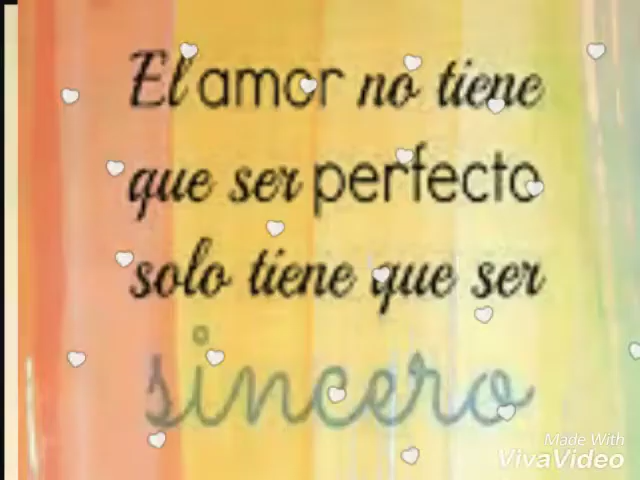 El amor no tiene
que ser perfecto
solo tiene que ser
sincero
Made With
VivaVideo